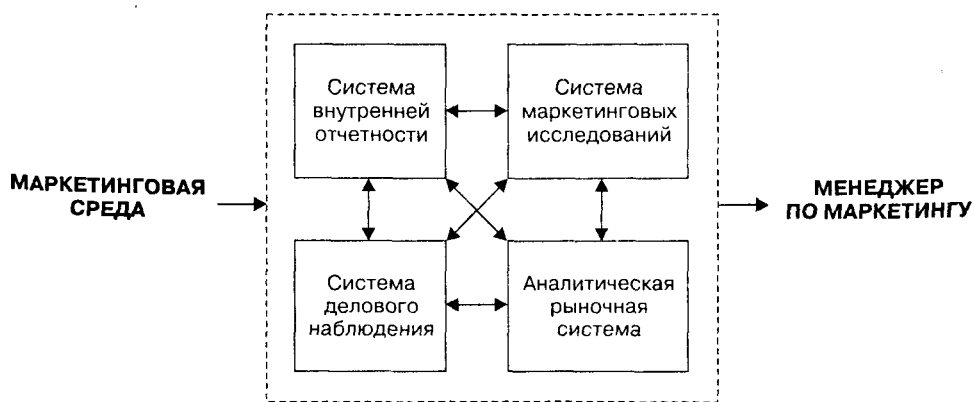 Система
внутренней
отчетности
Система
маркетинговых
исследований
МАРКЕТИНГОВАЯ
СРЕДА
МЕНЕДЖЕР
ПО МАРКЕТИНГУ
Система
делового
наблюдения
Аналитическая
рыночная
система